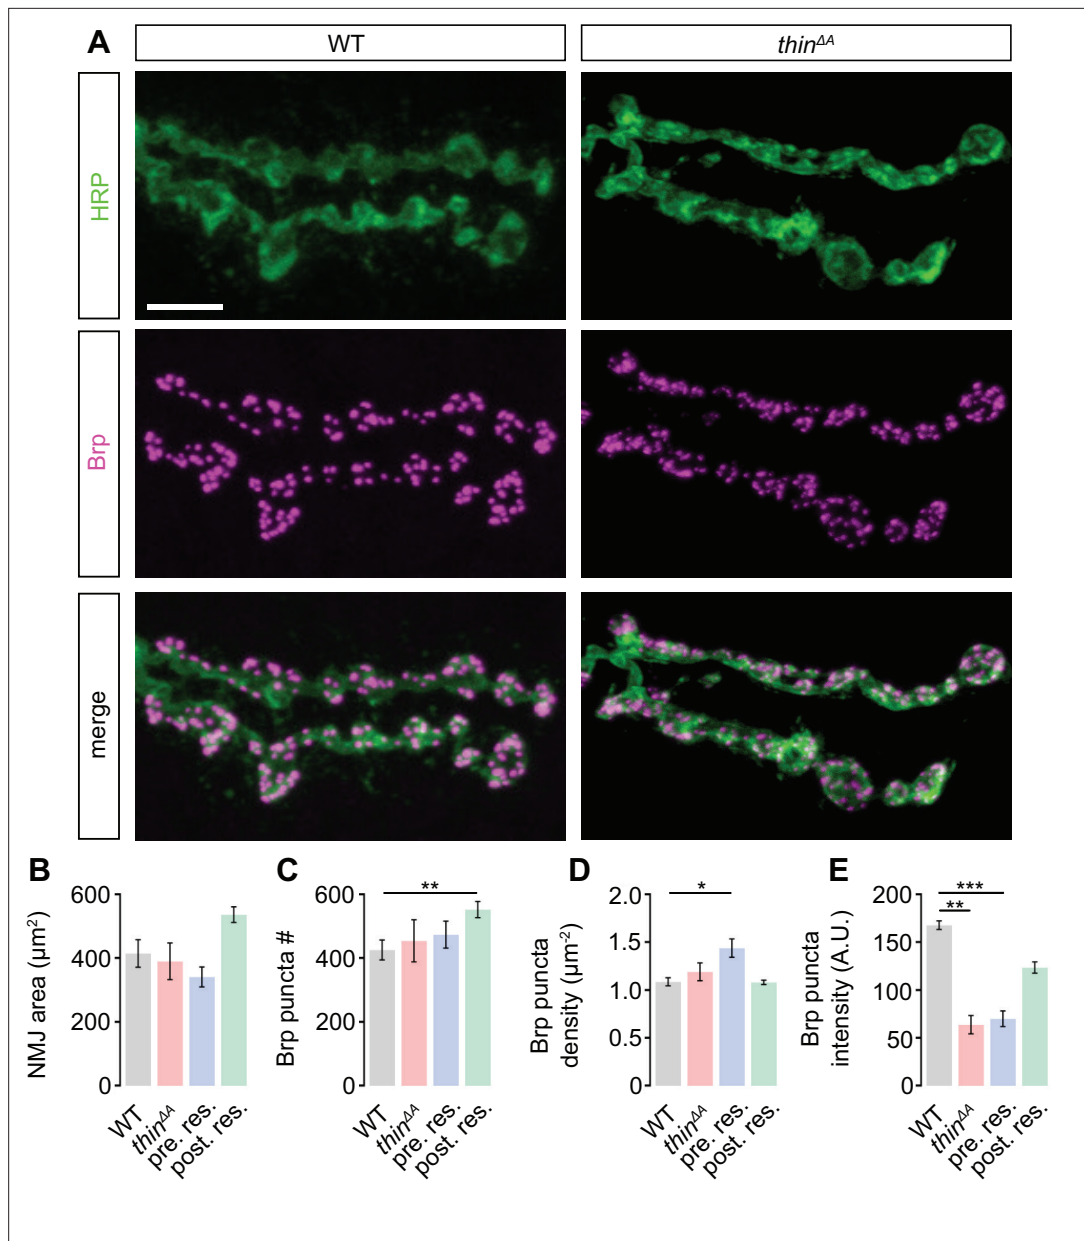 A
WT
thinΔA
HRP
Brp
merge
B
NMJ area (µm²)
600
400
200
0
WT
thinΔA
pre. res.
post. res.
C
Brp puncta #
600
400
200
0
**
WT
thinΔA
pre. res.
post. res.
D
Brp puncta
density (µm⁻²)
2.0
1.5
1.0
0.5
0
*
WT
thinΔA
pre. res.
post. res.
E
Brp puncta
intensity (A.U.)
200
150
100
50
0
***
**
WT
thinΔA
pre. res.
post. res.